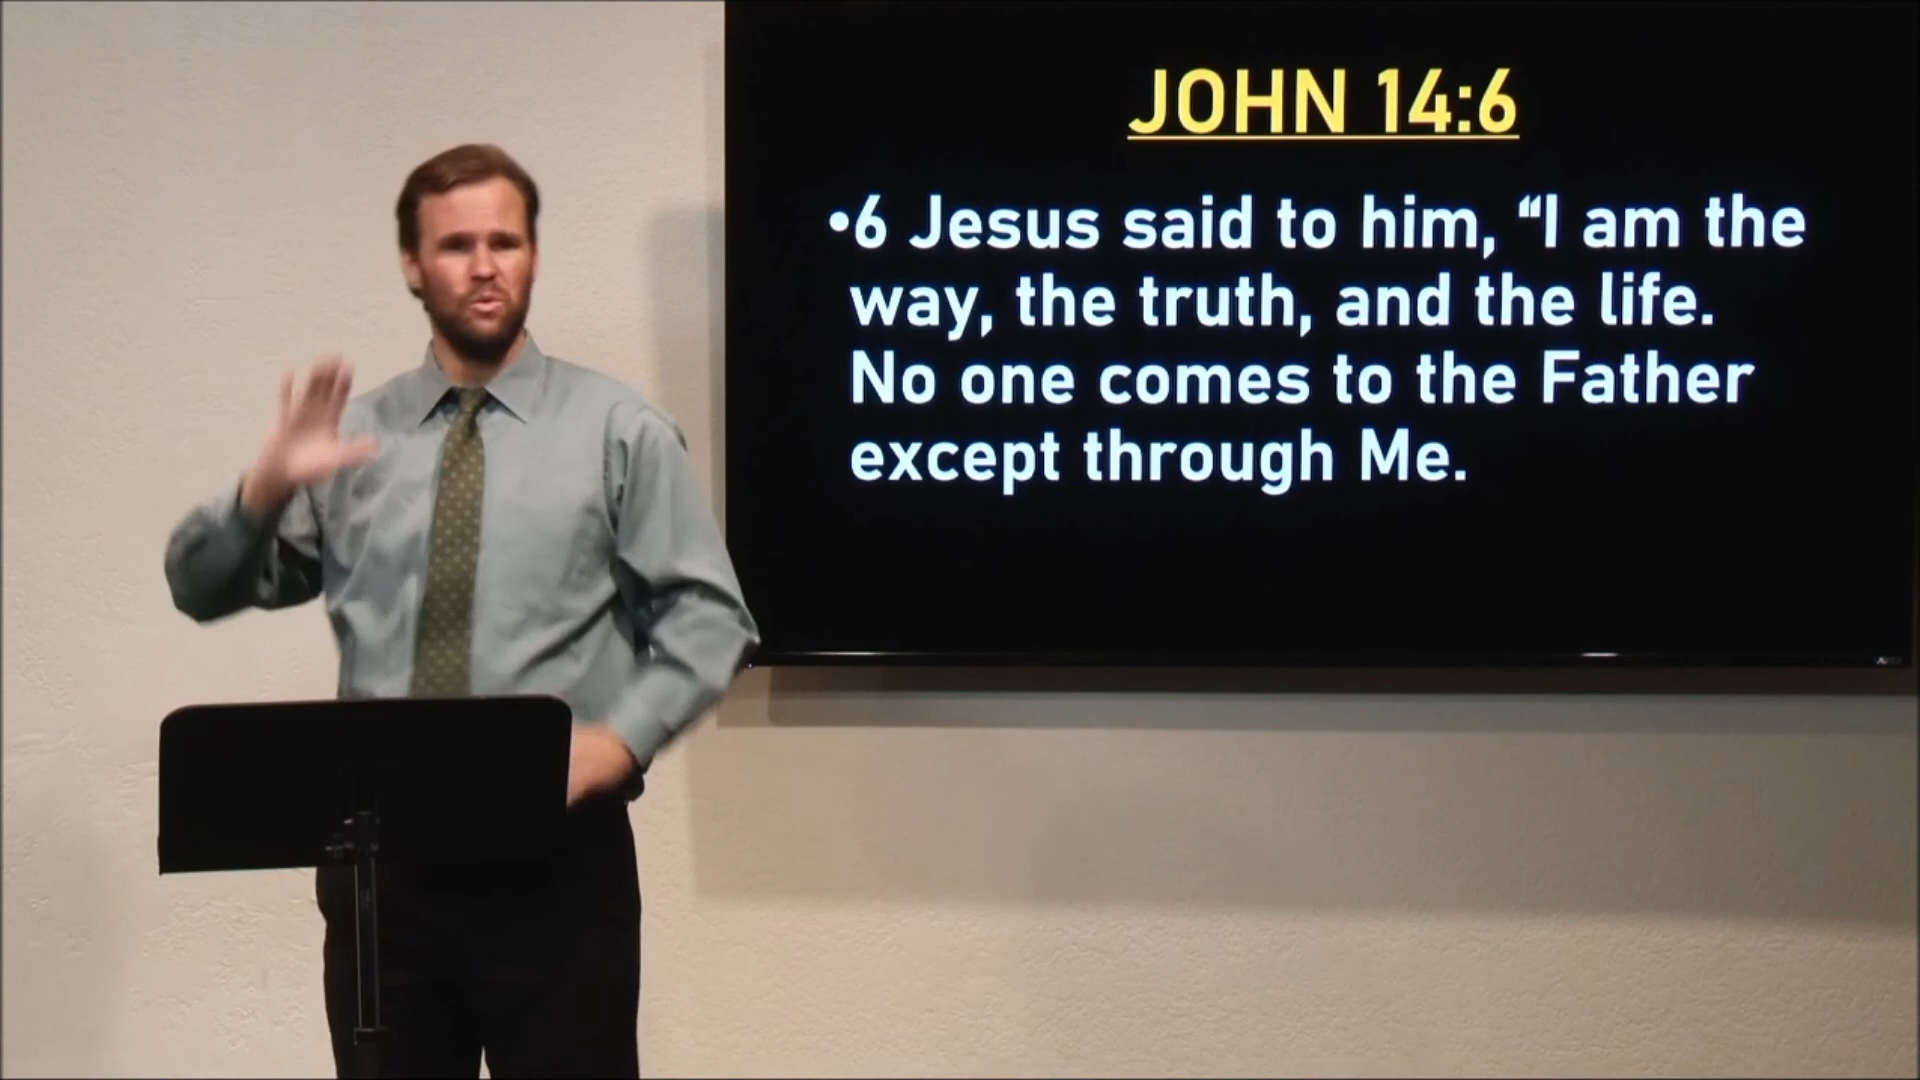 JOHN 14:6
•6 Jesus said to him, “I am the
way, the truth, and the life.
No one comes to the Father
except through Me.